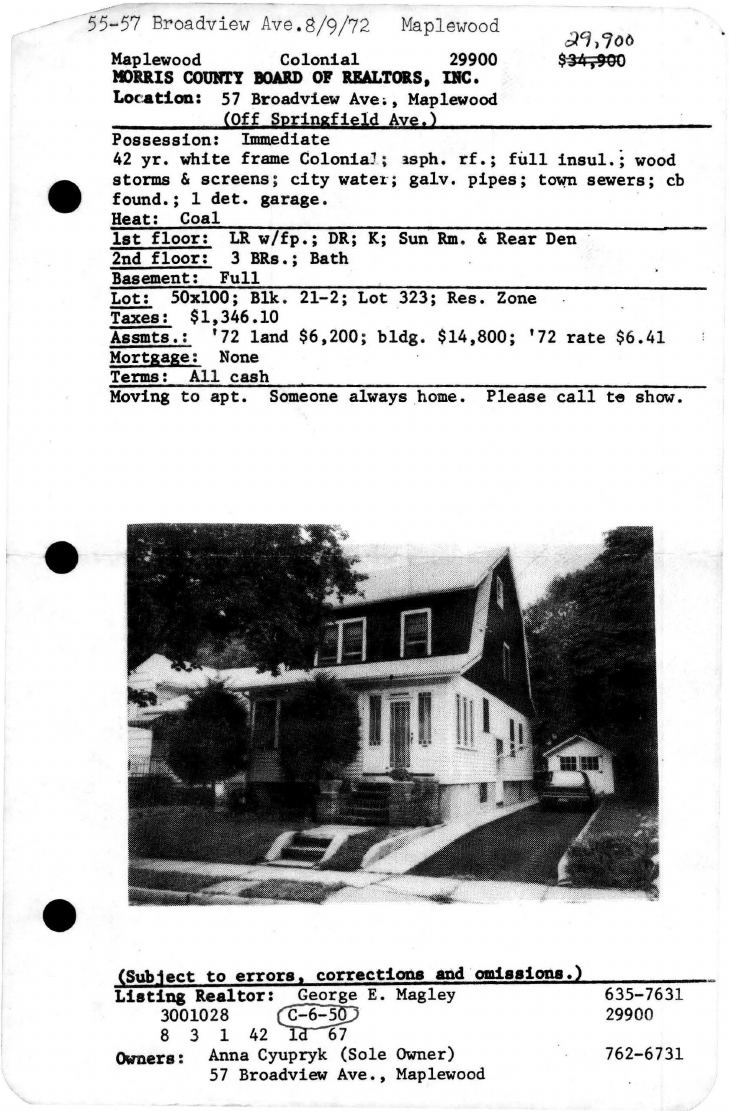 55-57 Broadview Ave. 8/9/72 Maplewood
29,900
Maplewood Colonial 29900 $34,900
MORRIS COUNTY BOARD OF REALTORS, INC.
Location: 57 Broadview Ave., Maplewood
(Off Springfield Ave.)
Possession: Immediate
42 yr. white frame Colonial; asph. rf.; full insul.; wood
storms & screens; city water; galv. pipes; town sewers; cb
found.; 1 det. garage.
Heat: Coal
1st floor: LR w/fp.; DR; K; Sun Rm. & Rear Den
2nd floor: 3 BRs.; Bath
Basement: Full
Lot: 50x100; Blk. 21-2; Lot 323; Res. Zone
Taxes: $1,346.10
Assmts.: '72 land $6,200; bldg. $14,800; '72 rate $6.41
Mortgage: None
Terms: All cash
Moving to apt. Someone always home. Please call to show.
(Subject to errors, corrections and omissions.)
Listing Realtor: George E. Magley 635-7631
3001028 C-6-50 29900
8 3 1 42 1d 67
Owners: Anna Cyupryk (Sole Owner) 762-6731
57 Broadview Ave., Maplewood